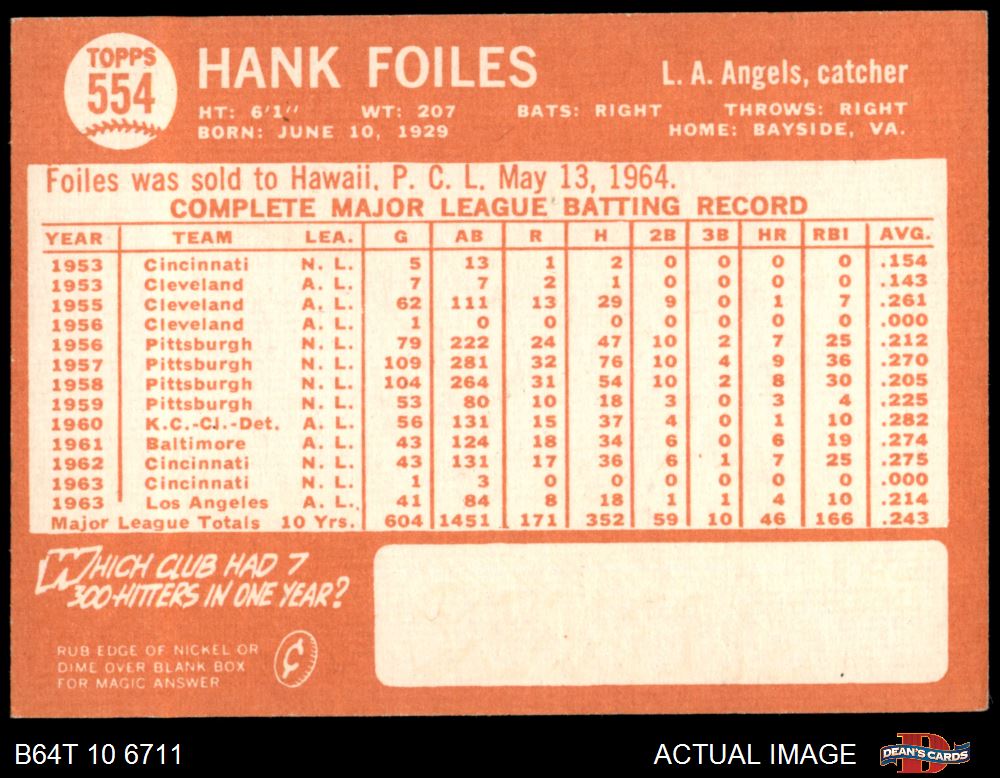 TOPPS
554
HANK FOILES
L. A. Angels, catcher
HT: 6'1'' WT: 207 BATS: RIGHT THROWS: RIGHT
BORN: JUNE 10, 1929 HOME: BAYSIDE, VA.
Foiles was sold to Hawaii. P. C. L. May 13, 1964.
COMPLETE MAJOR LEAGUE BATTING RECORD
YEAR TEAM LEA. G AB R H 2B 3B HR RBI AVG.
1953 Cincinnati N. L. 5 13 1 2 0 0 0 0 .154
1953 Cleveland A. L. 7 7 2 1 0 0 0 0 .143
1955 Cleveland A. L. 62 111 13 29 9 0 1 7 .261
1956 Cleveland A. L. 1 0 0 0 0 0 0 0 .000
1956 Pittsburgh N. L. 79 222 24 47 10 2 7 25 .212
1957 Pittsburgh N. L. 109 281 32 76 10 4 9 36 .270
1958 Pittsburgh N. L. 104 264 31 54 10 2 8 30 .205
1959 Pittsburgh N. L. 53 80 10 18 3 0 3 4 .225
1960 K.C.-Cl.-Det. A. L. 56 131 15 37 4 0 1 10 .282
1961 Baltimore A. L. 43 124 18 34 6 0 6 19 .274
1962 Cincinnati N. L. 43 131 17 36 6 1 7 25 .275
1963 Cincinnati N. L. 1 3 0 0 0 0 0 0 .000
1963 Los Angeles A. L. 41 84 8 18 1 1 4 10 .214
Major League Totals 10 Yrs. 604 1451 171 352 59 10 46 166 .243
WHICH CLUB HAD 7
300-HITTERS IN ONE YEAR?
RUB EDGE OF NICKEL OR
DIME OVER BLANK BOX
FOR MAGIC ANSWER
¢
B64T 10 6711
ACTUAL IMAGE
D
DEAN'S CARDS